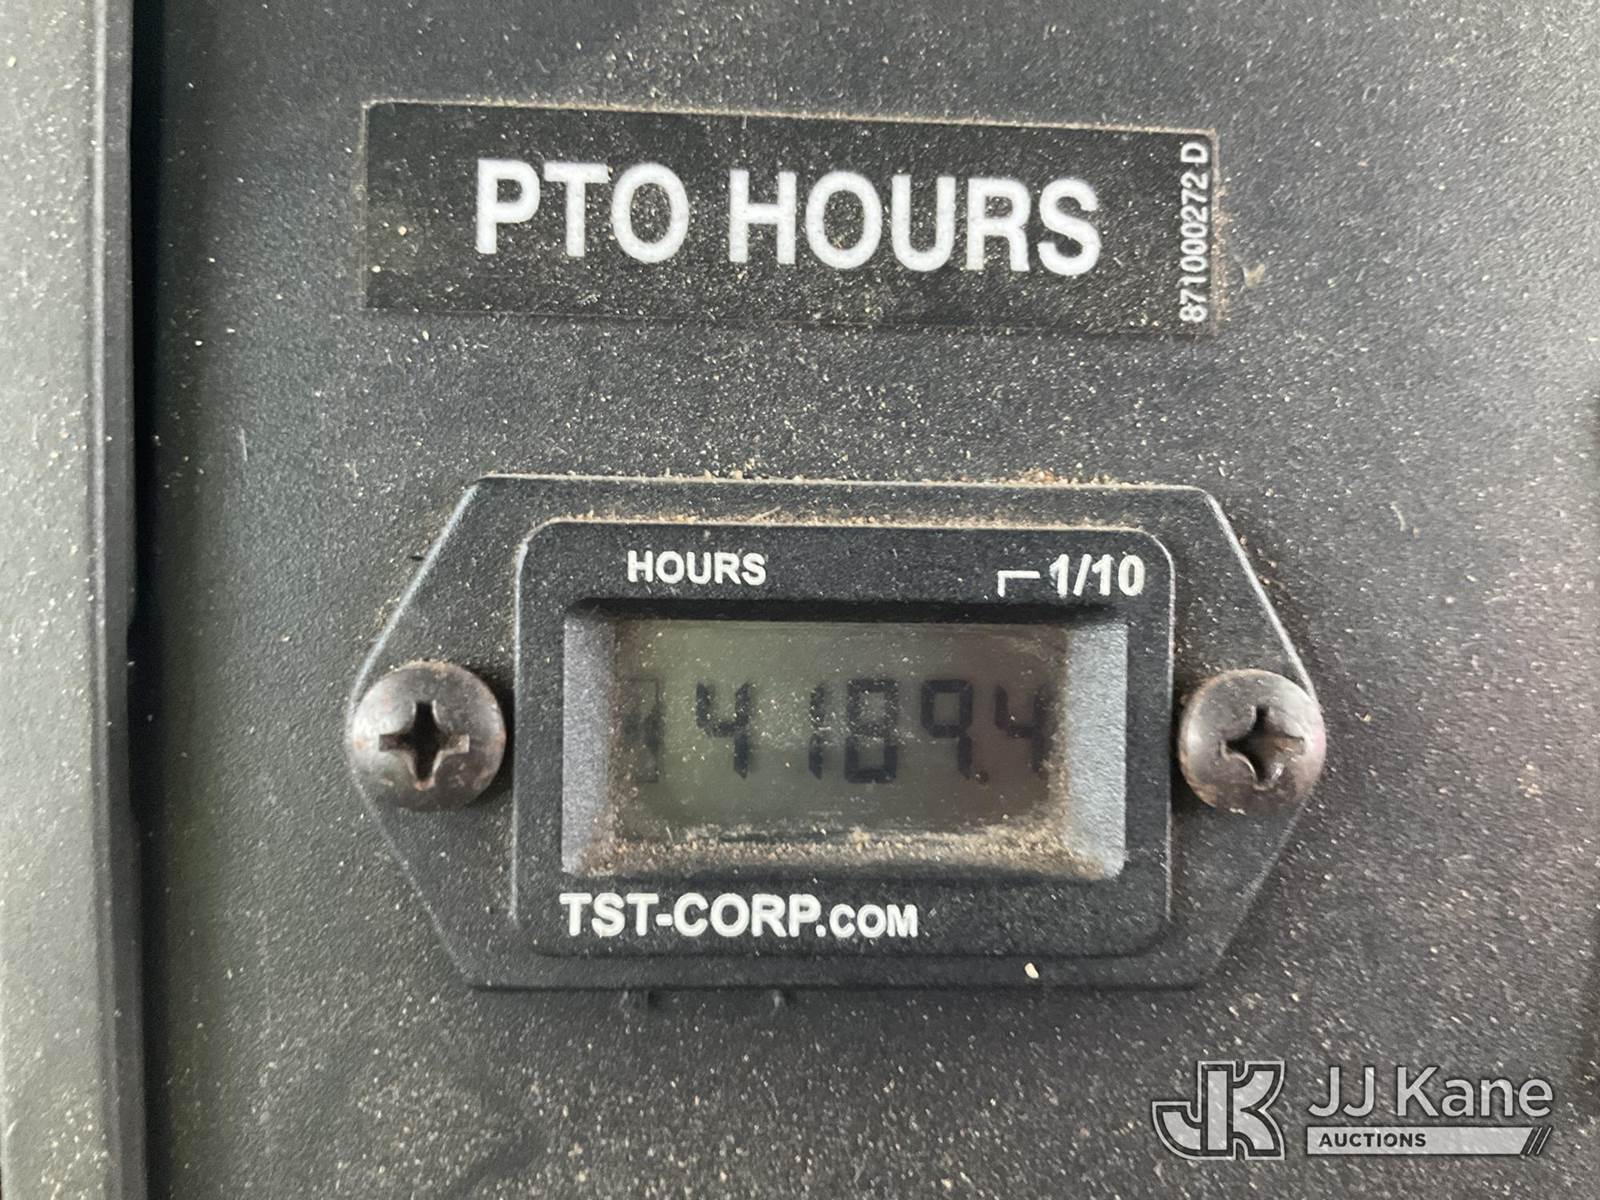 PTO HOURS
871000272-D
HOURS
1/10
4189.4
TST-CORP.COM
JJ Kane
AUCTIONS